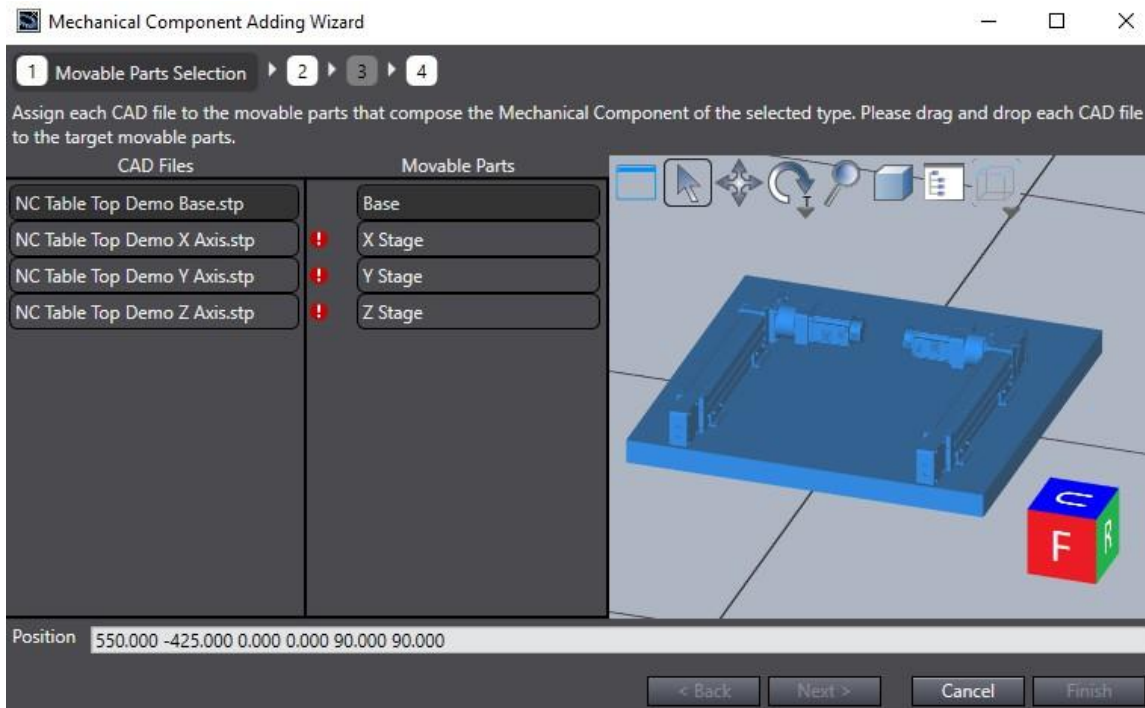 Mechanical Component Adding Wizard
1 Movable Parts Selection 2 3 4
Assign each CAD file to the movable parts that compose the Mechanical Component of the selected type. Please drag and drop each CAD file
to the target movable parts.
CAD Files Movable Parts
NC Table Top Demo Base.stp Base
NC Table Top Demo X Axis.stp ! X Stage
NC Table Top Demo Y Axis.stp ! Y Stage
NC Table Top Demo Z Axis.stp ! Z Stage
T
U
F R
Position 550.000 -425.000 0.000 0.000 90.000 90.000
< Back Next > Cancel Finish